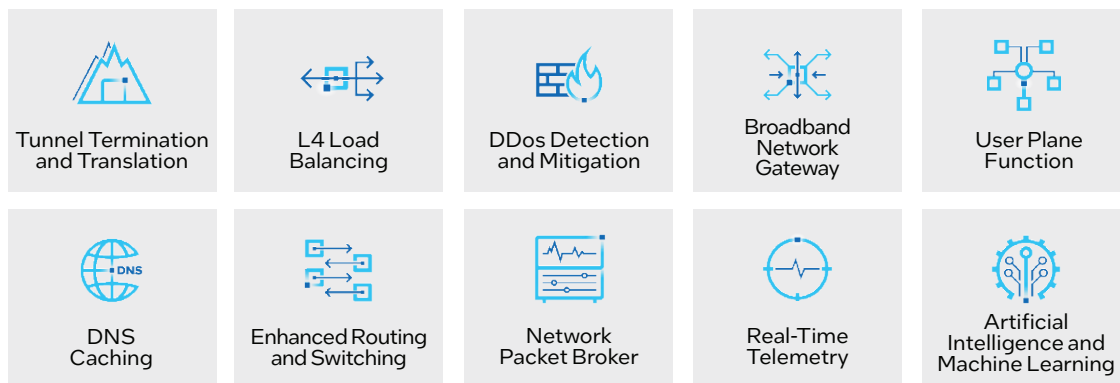 Tunnel Termination
and Translation
L4 Load
Balancing
DDos Detection
and Mitigation
Broadband
Network
Gateway
User Plane
Function
DNS
DNS
Caching
Enhanced Routing
and Switching
Network
Packet Broker
Real-Time
Telemetry
Artificial
Intelligence and
Machine Learning